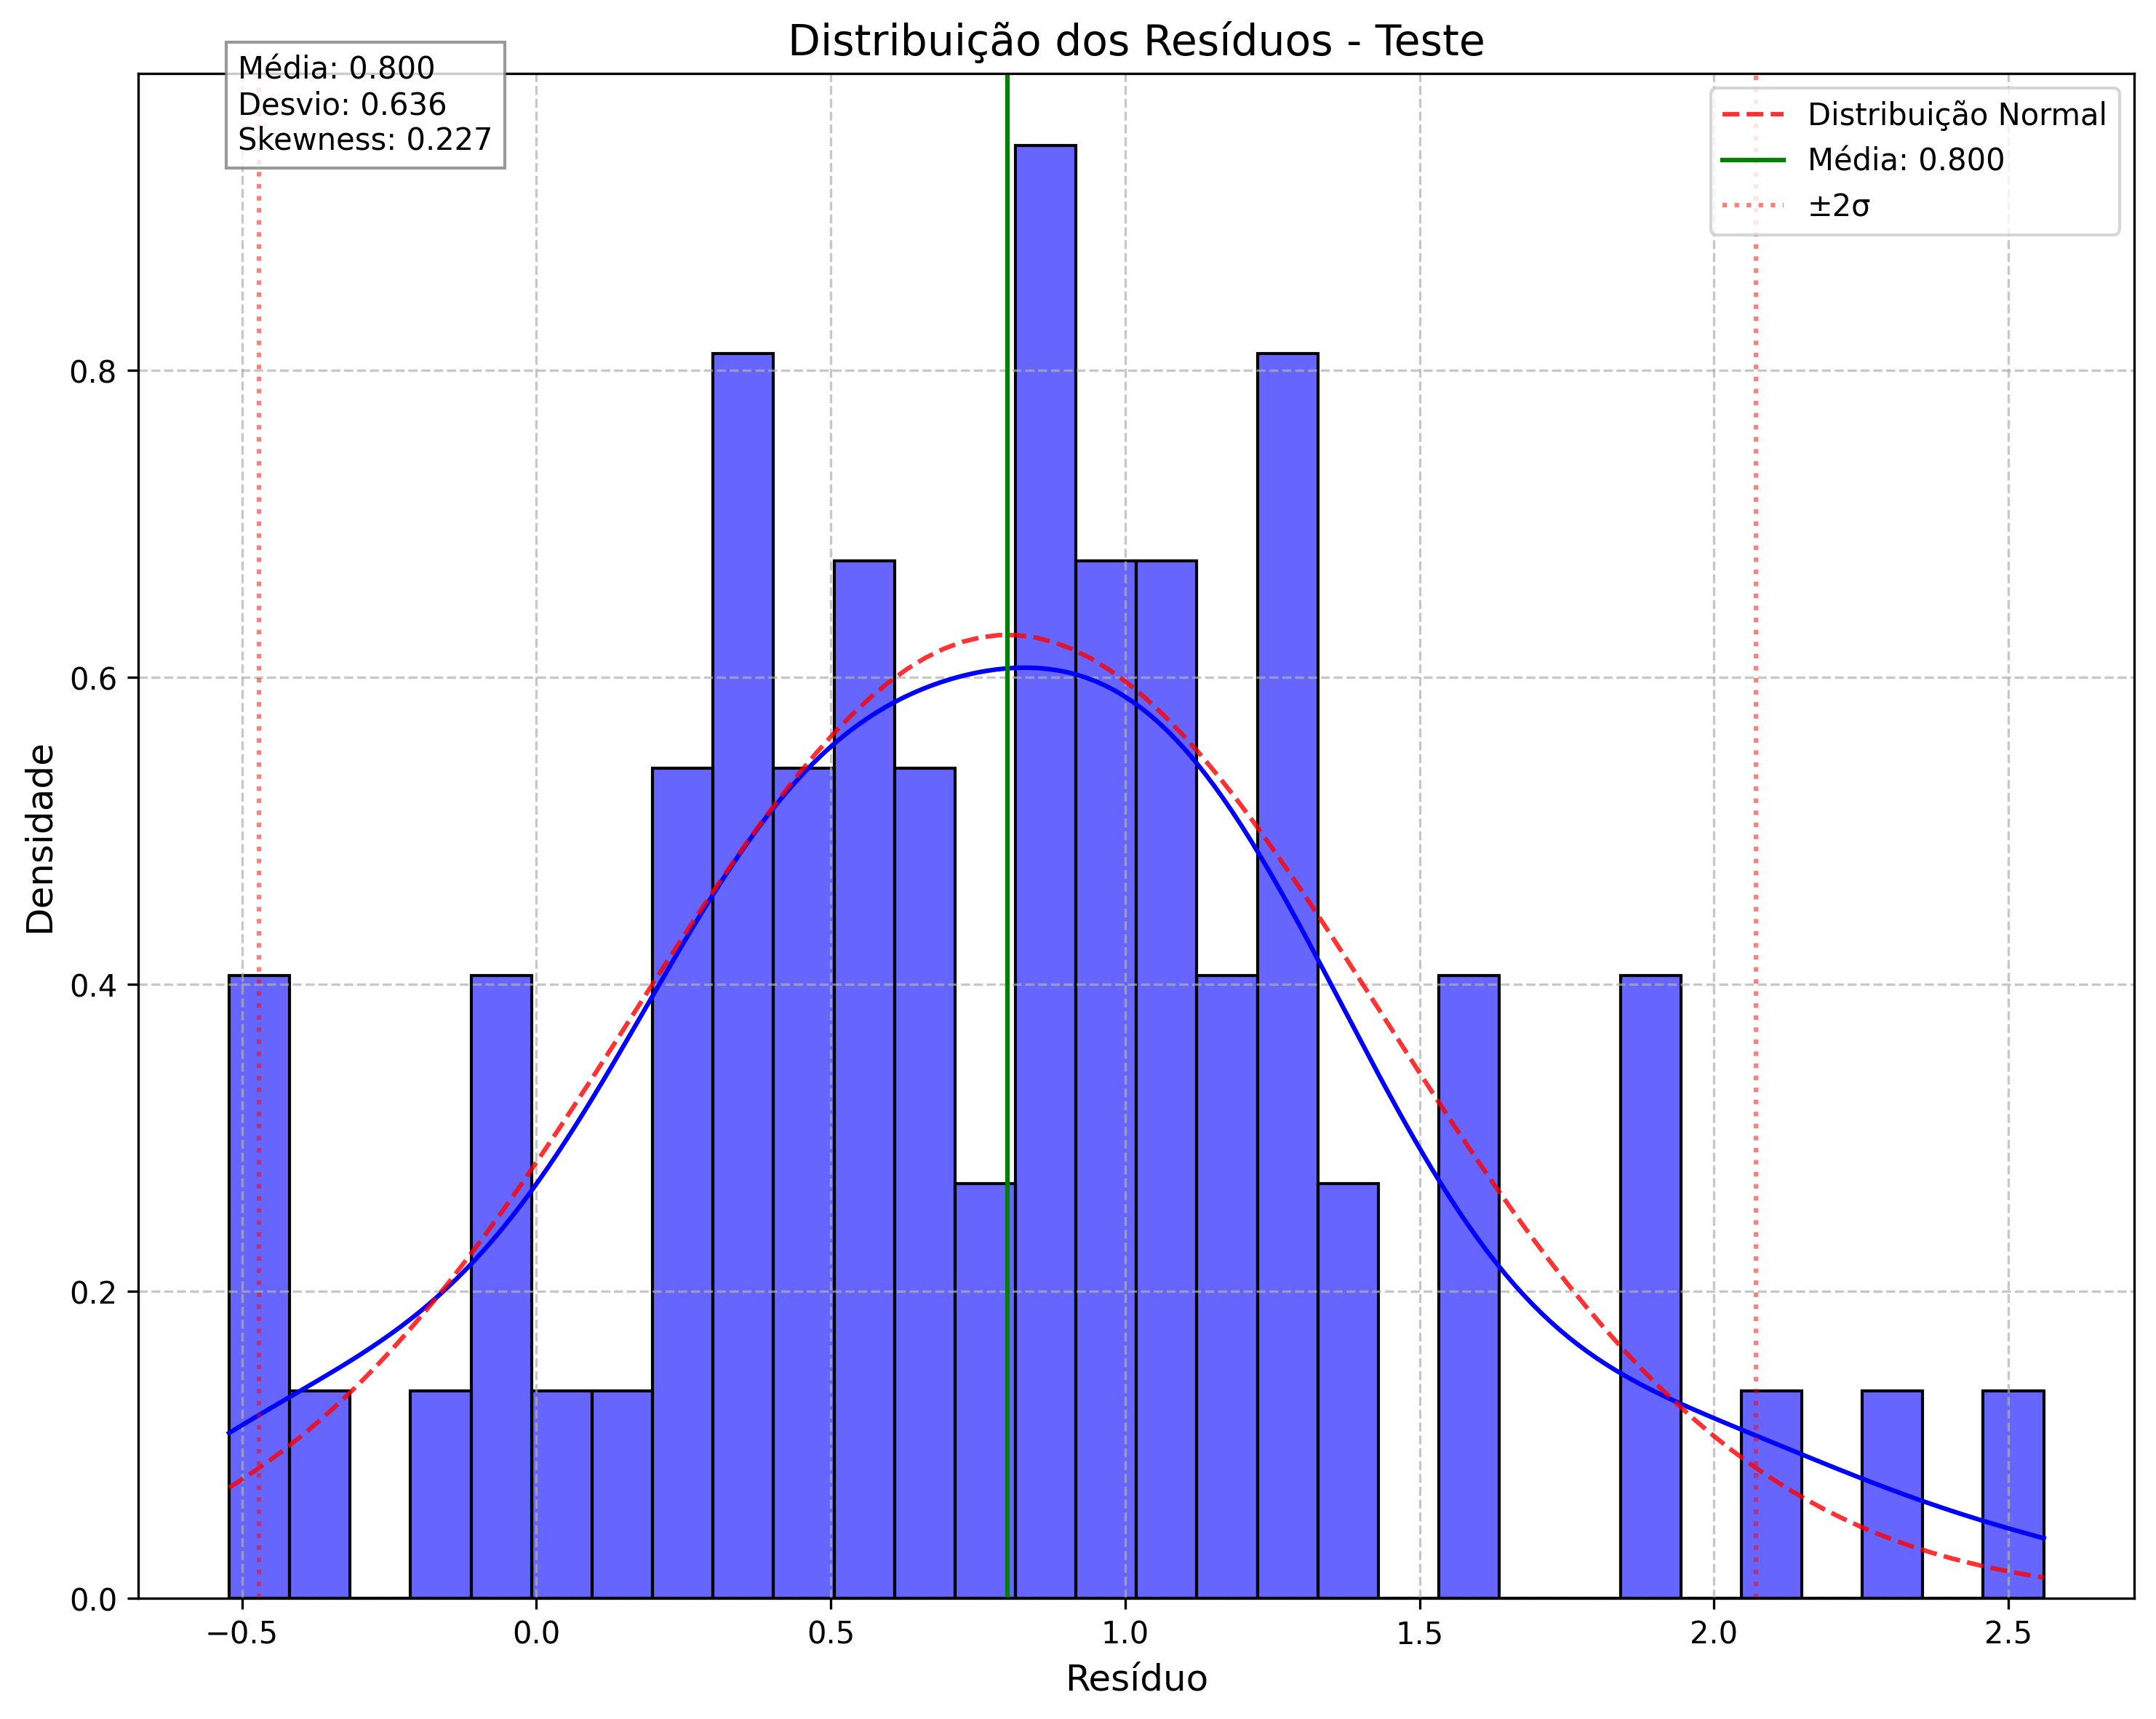 Distribuição dos Resíduos - Teste
Média: 0.800
Desvio: 0.636
Skewness: 0.227
Distribuição Normal
Média: 0.800
±2σ
Densidade
0.8
0.6
0.4
0.2
0.0
−0.5
0.0
0.5
1.0
1.5
2.0
2.5
Resíduo